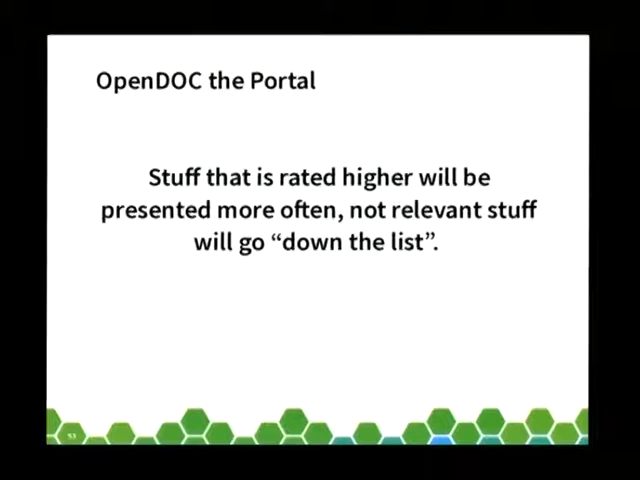 OpenDOC the Portal
Stuff that is rated higher will be
presented more often, not relevant stuff
will go “down the list”.
53